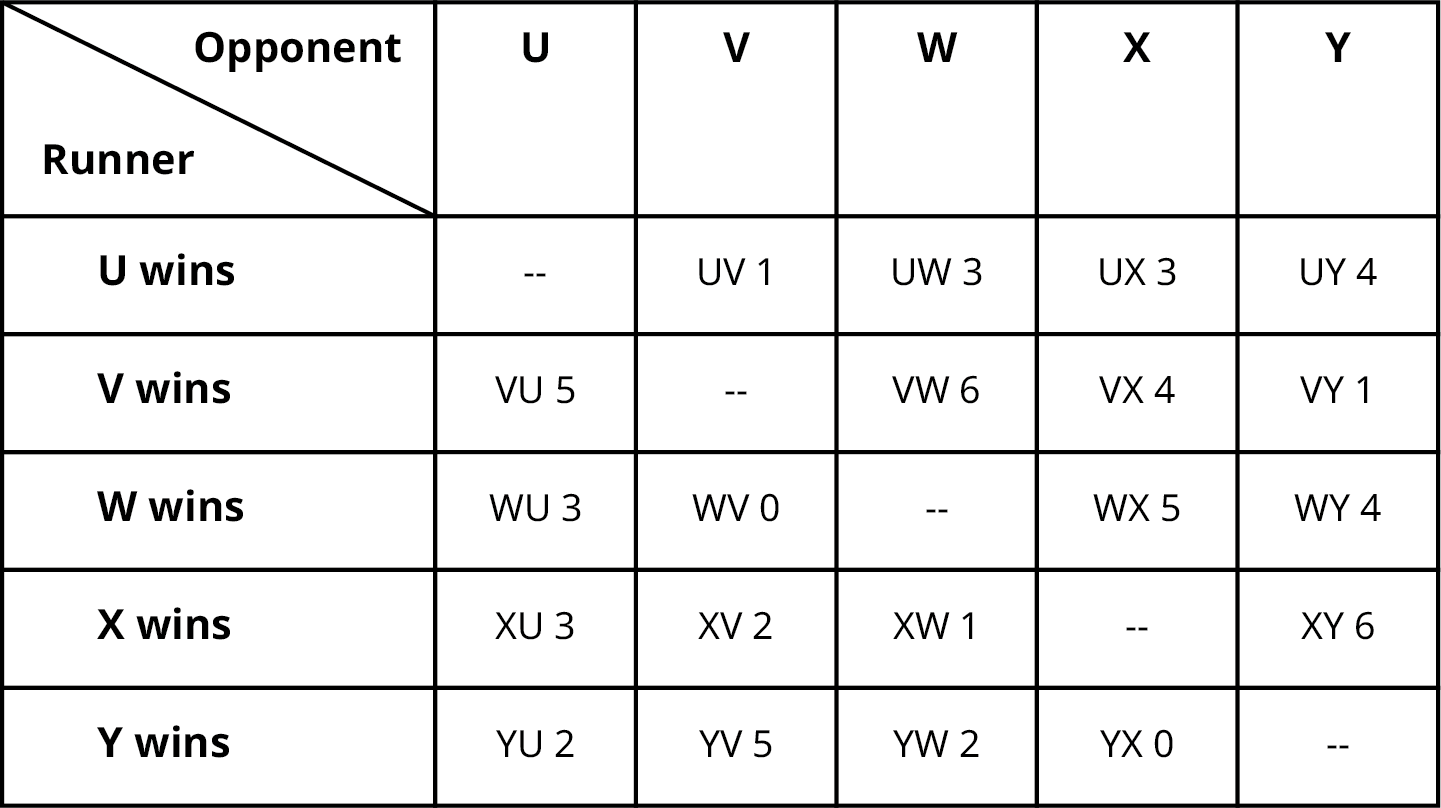 Opponent U V W X Y
Runner
U wins -- UV 1 UW 3 UX 3 UY 4
V wins VU 5 -- VW 6 VX 4 VY 1
W wins WU 3 WV 0 -- WX 5 WY 4
X wins XU 3 XV 2 XW 1 -- XY 6
Y wins YU 2 YV 5 YW 2 YX 0 --